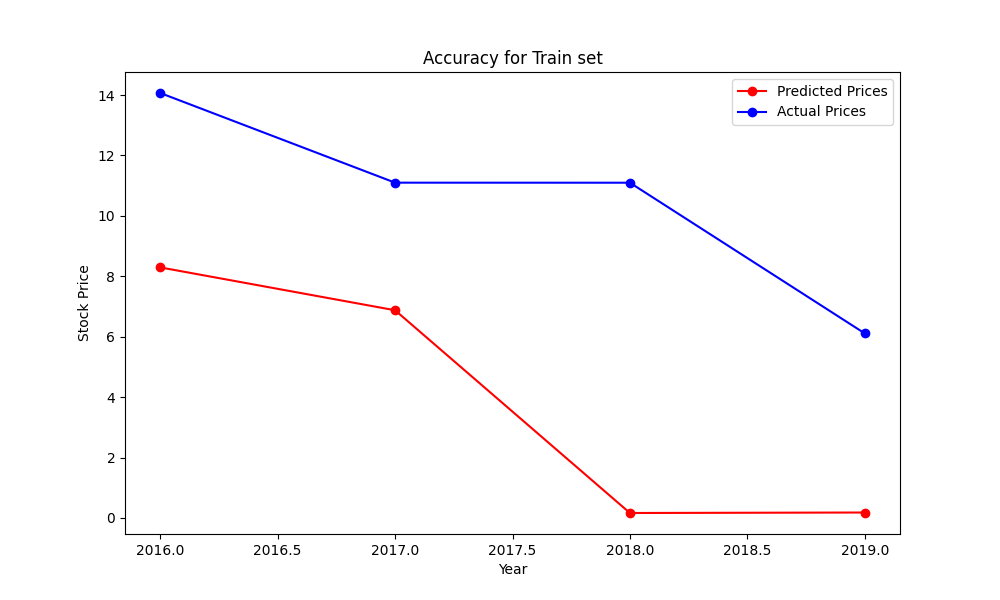 Accuracy for Train set
Predicted Prices
Actual Prices
14
12
10
8
6
4
2
0
Stock Price
2016.0 2016.5 2017.0 2017.5 2018.0 2018.5 2019.0
Year